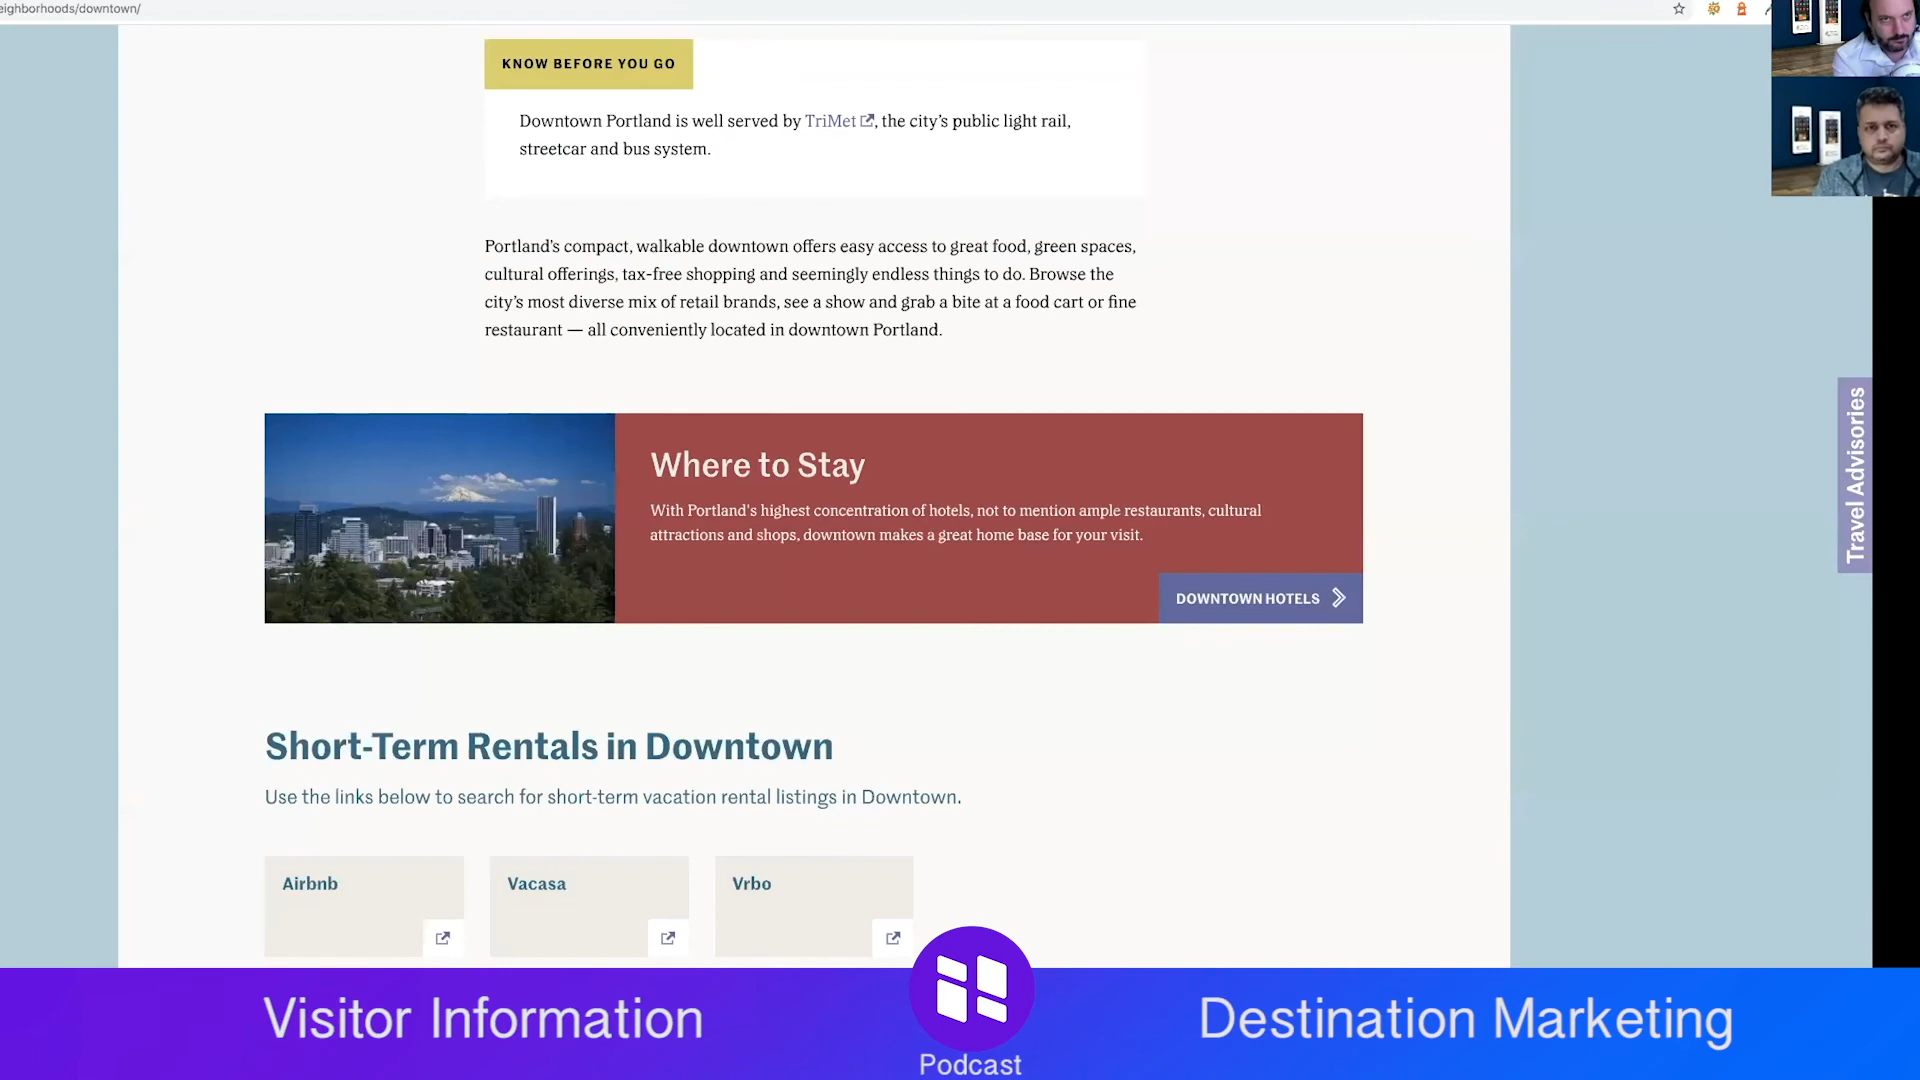 eighborhoods/downtown/
KNOW BEFORE YOU GO
Downtown Portland is well served by TriMet, the city's public light rail,
streetcar and bus system.
Portland's compact, walkable downtown offers easy access to great food, green spaces,
cultural offerings, tax-free shopping and seemingly endless things to do. Browse the
city's most diverse mix of retail brands, see a show and grab a bite at a food cart or fine
restaurant — all conveniently located in downtown Portland.
Where to Stay
With Portland's highest concentration of hotels, not to mention ample restaurants, cultural
attractions and shops, downtown makes a great home base for your visit.
DOWNTOWN HOTELS
Travel Advisories
Short-Term Rentals in Downtown
Use the links below to search for short-term vacation rental listings in Downtown.
Airbnb
Vacasa
Vrbo
Visitor Information
Podcast
Destination Marketing